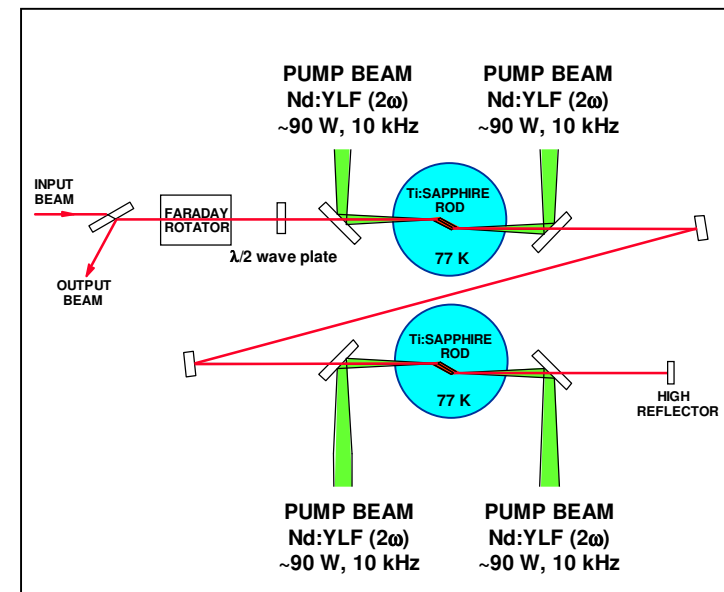 PUMP BEAM
Nd:YLF (2ω)
~90 W, 10 kHz
PUMP BEAM
Nd:YLF (2ω)
~90 W, 10 kHz
INPUT
BEAM
FARADAY
ROTATOR
λ/2 wave plate
OUTPUT
BEAM
Ti:SAPPHIRE
ROD
77 K
Ti:SAPPHIRE
ROD
77 K
HIGH
REFLECTOR
PUMP BEAM
Nd:YLF (2ω)
~90 W, 10 kHz
PUMP BEAM
Nd:YLF (2ω)
~90 W, 10 kHz